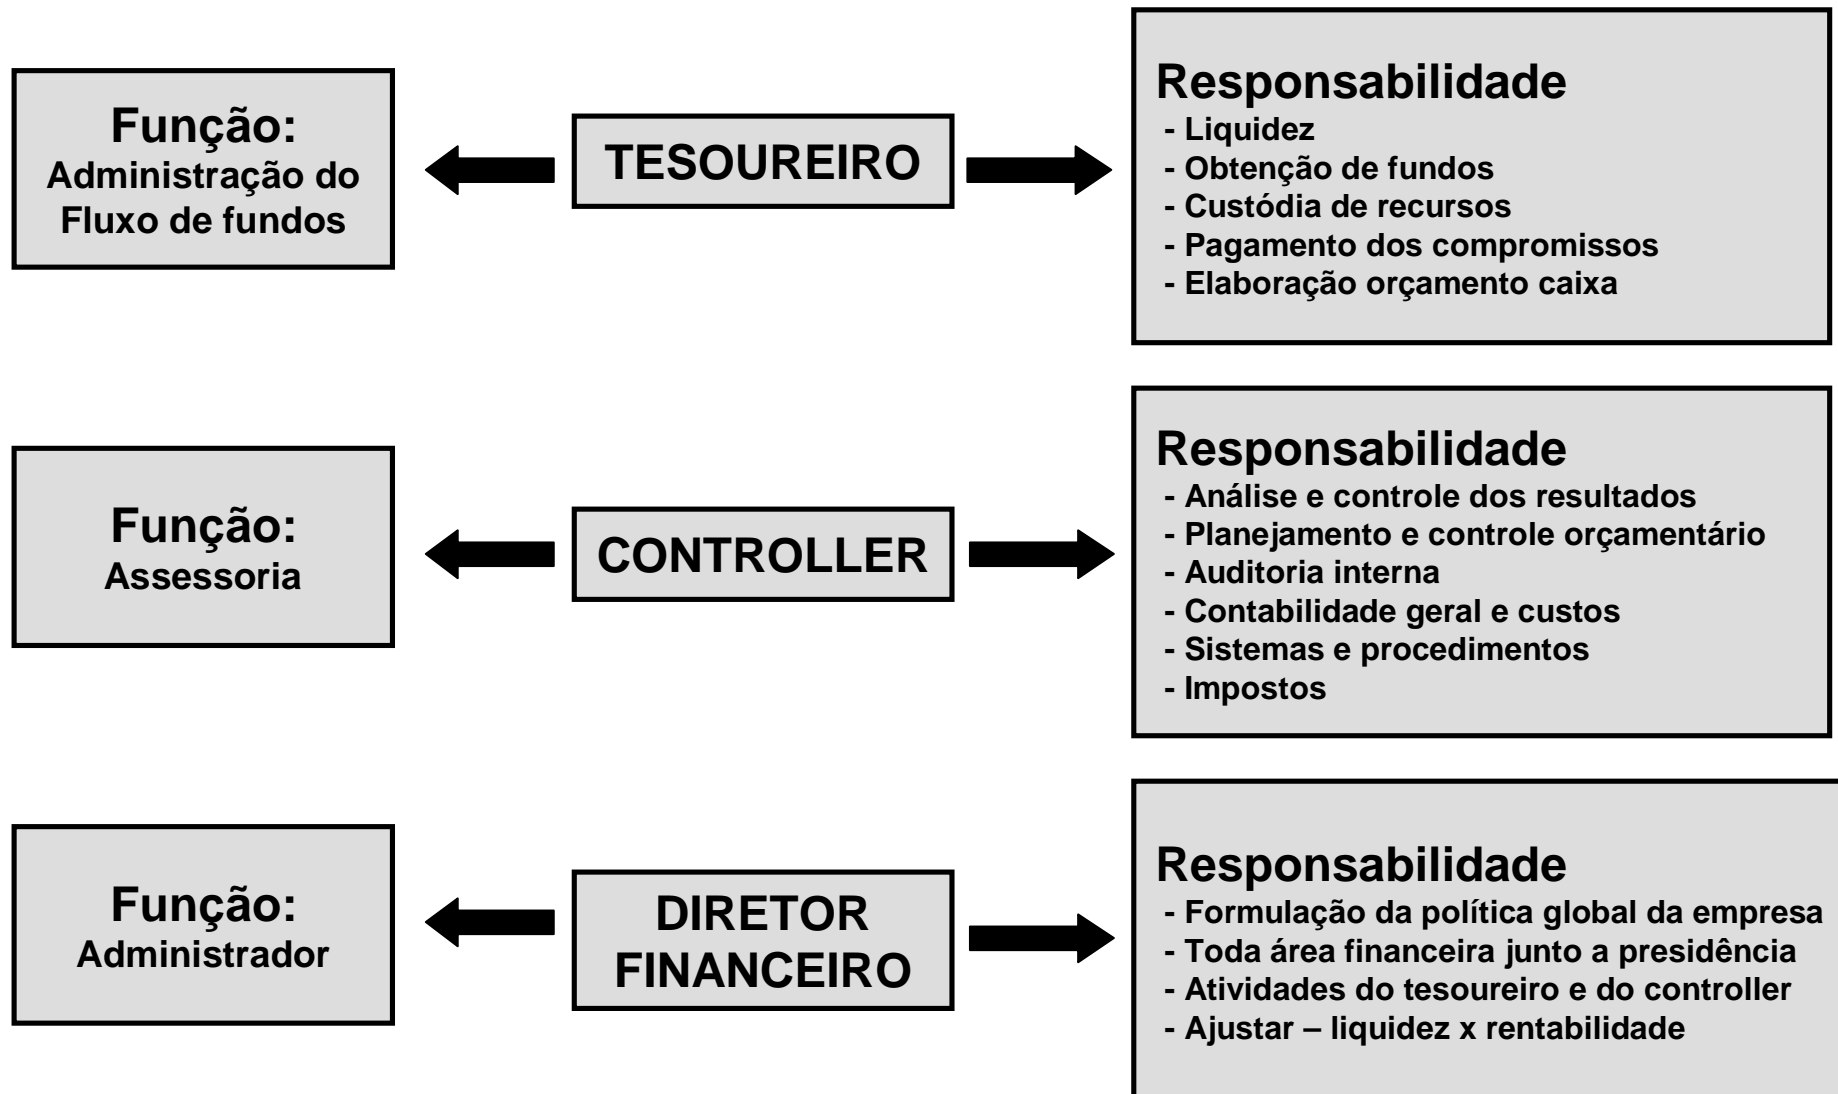 Função:
Administração do
Fluxo de fundos
TESOUREIRO
Responsabilidade
- Liquidez
- Obtenção de fundos
- Custódia de recursos
- Pagamento dos compromissos
- Elaboração orçamento caixa
Função:
Assessoria
CONTROLLER
Responsabilidade
- Análise e controle dos resultados
- Planejamento e controle orçamentário
- Auditoria interna
- Contabilidade geral e custos
- Sistemas e procedimentos
- Impostos
Função:
Administrador
DIRETOR
FINANCEIRO
Responsabilidade
- Formulação da política global da empresa
- Toda área financeira junto a presidência
- Atividades do tesoureiro e do controller
- Ajustar – liquidez x rentabilidade